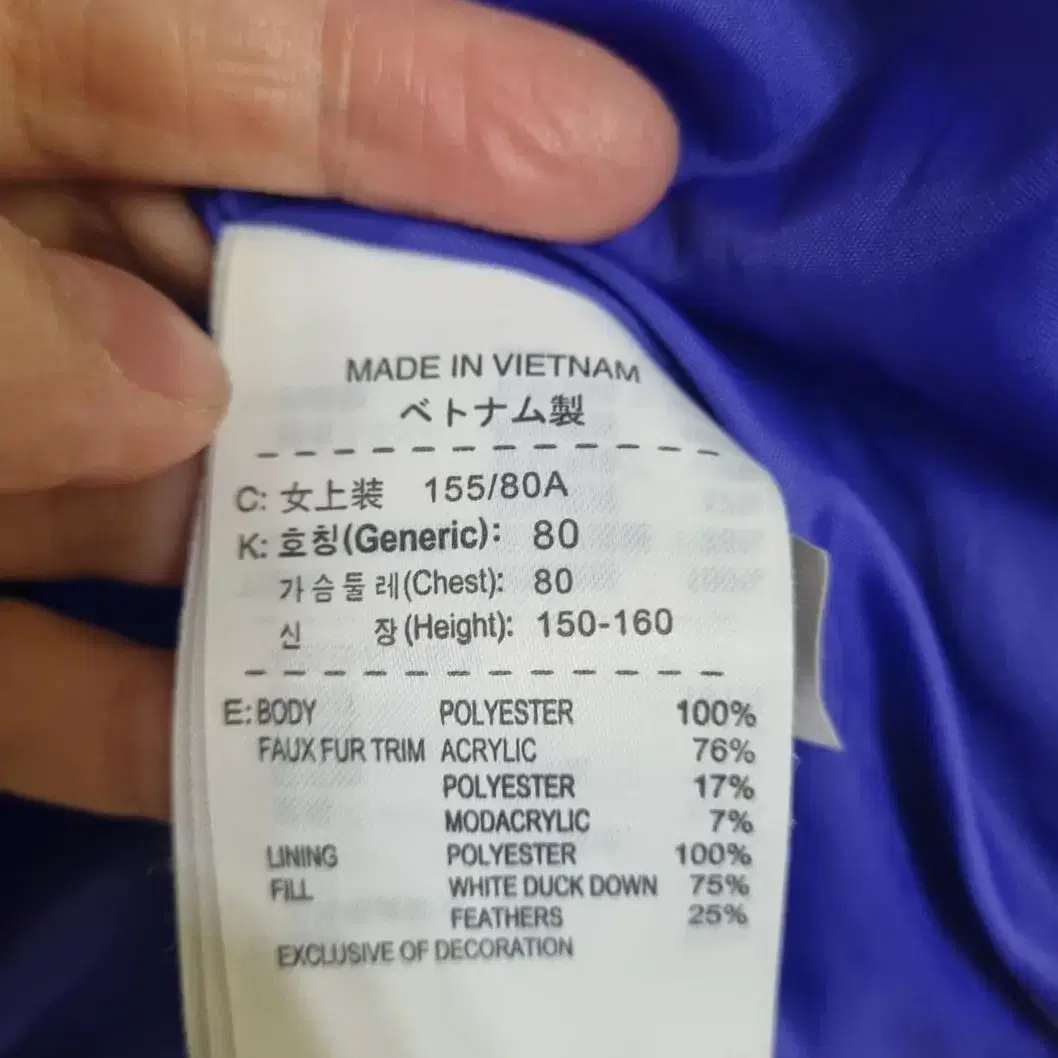 MADE IN VIETNAM
ベトナム製
C: 女上装 155/80A
K: 호칭(Generic): 80
가슴둘레(Chest): 80
신 장(Height): 150-160
E: BODY POLYESTER 100%
FAUX FUR TRIM ACRYLIC 76%
POLYESTER 17%
MODACRYLIC 7%
LINING POLYESTER 100%
FILL WHITE DUCK DOWN 75%
FEATHERS 25%
EXCLUSIVE OF DECORATION